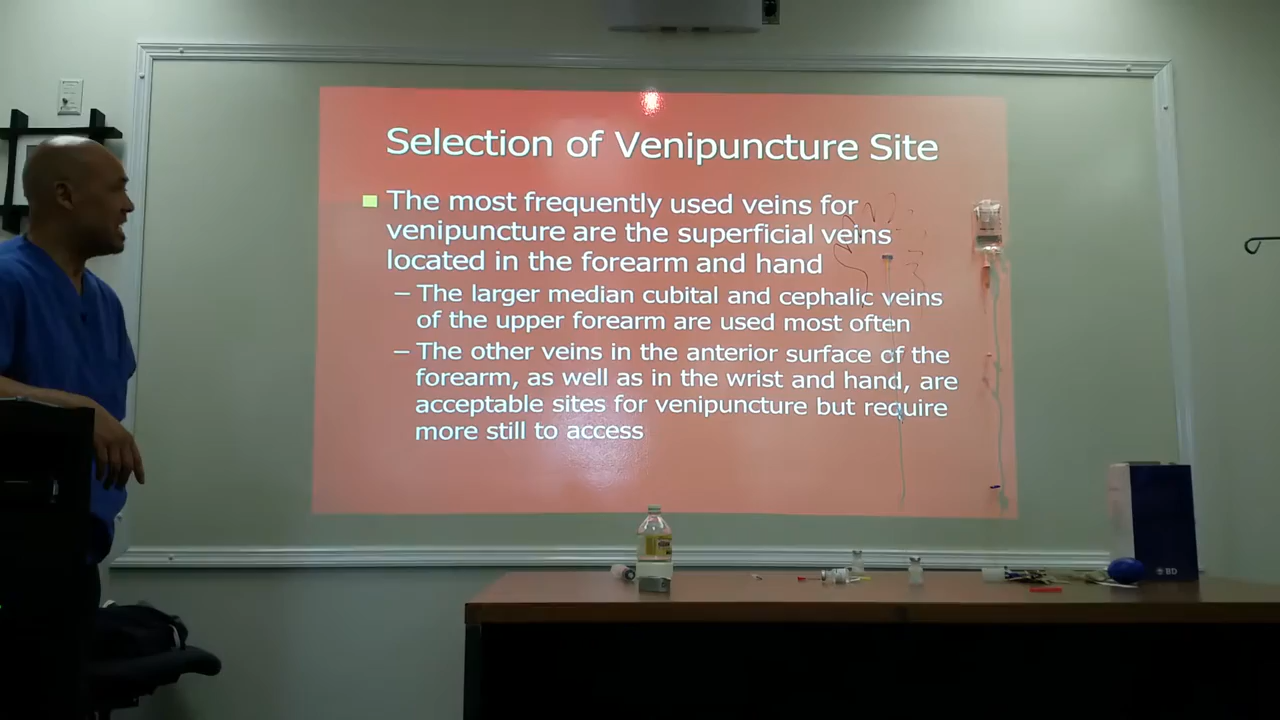 Selection of Venipuncture Site
The most frequently used veins for
venipuncture are the superficial veins
located in the forearm and hand
– The larger median cubital and cephalic veins
of the upper forearm are used most often
– The other veins in the anterior surface of the
forearm, as well as in the wrist and hand, are
acceptable sites for venipuncture but require
more still to access
BD